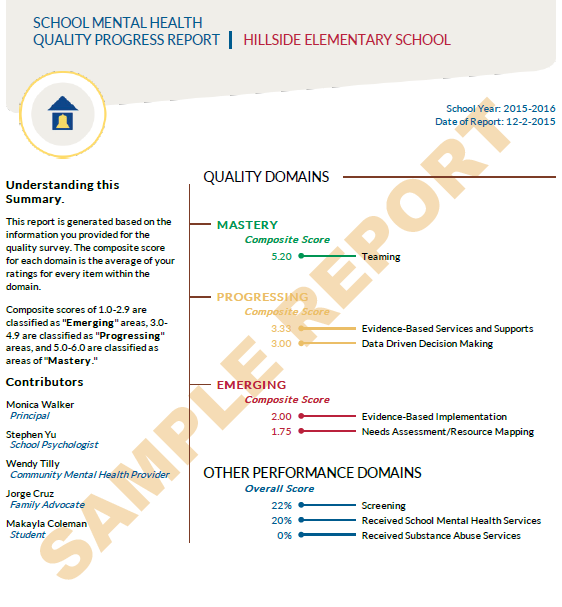 SCHOOL MENTAL HEALTH
QUALITY PROGRESS REPORT | HILLSIDE ELEMENTARY SCHOOL
School Year: 2015-2016
Date of Report: 12-2-2015
Understanding this
Summary.
This report is generated based on the
information you provided for the
quality survey. The composite score
for each domain is the average of your
ratings for every item within the
domain.
Composite scores of 1.0-2.9 are
classified as "Emerging" areas, 3.0-
4.9 are classified as "Progressing"
areas, and 5.0-6.0 are classified as
areas of "Mastery."
Contributors
Monica Walker
Principal
Stephen Yu
School Psychologist
Wendy Tilly
Community Mental Health Provider
Jorge Cruz
Family Advocate
Makayla Coleman
Student
QUALITY DOMAINS
MASTERY
Composite Score
5.20 Teaming
PROGRESSING
Composite Score
3.33 Evidence-Based Services and Supports
3.00 Data Driven Decision Making
EMERGING
Composite Score
2.00 Evidence-Based Implementation
1.75 Needs Assessment/Resource Mapping
OTHER PERFORMANCE DOMAINS
Overall Score
22% Screening
20% Received School Mental Health Services
0% Received Substance Abuse Services
SAMPLE REPORT